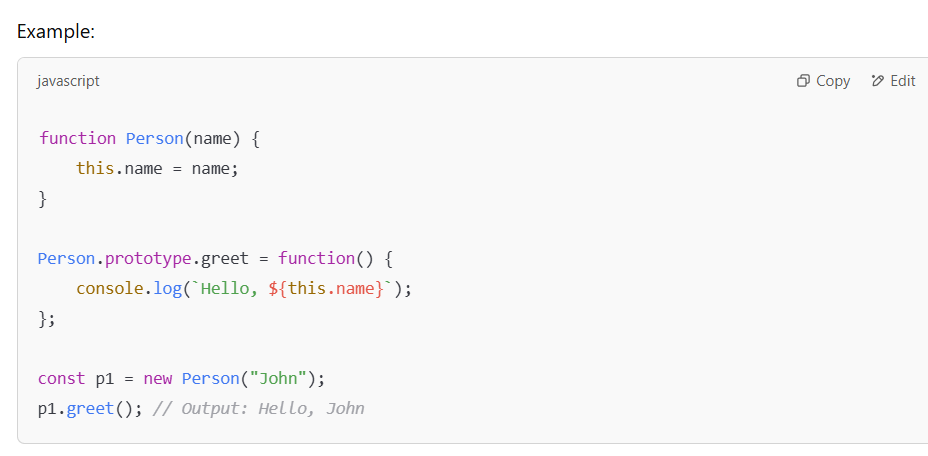 Example:
javascript
Copy
Edit
function Person(name) {
    this.name = name;
}
Person.prototype.greet = function() {
    console.log(`Hello, ${this.name}`);
};
const p1 = new Person("John");
p1.greet(); // Output: Hello, John